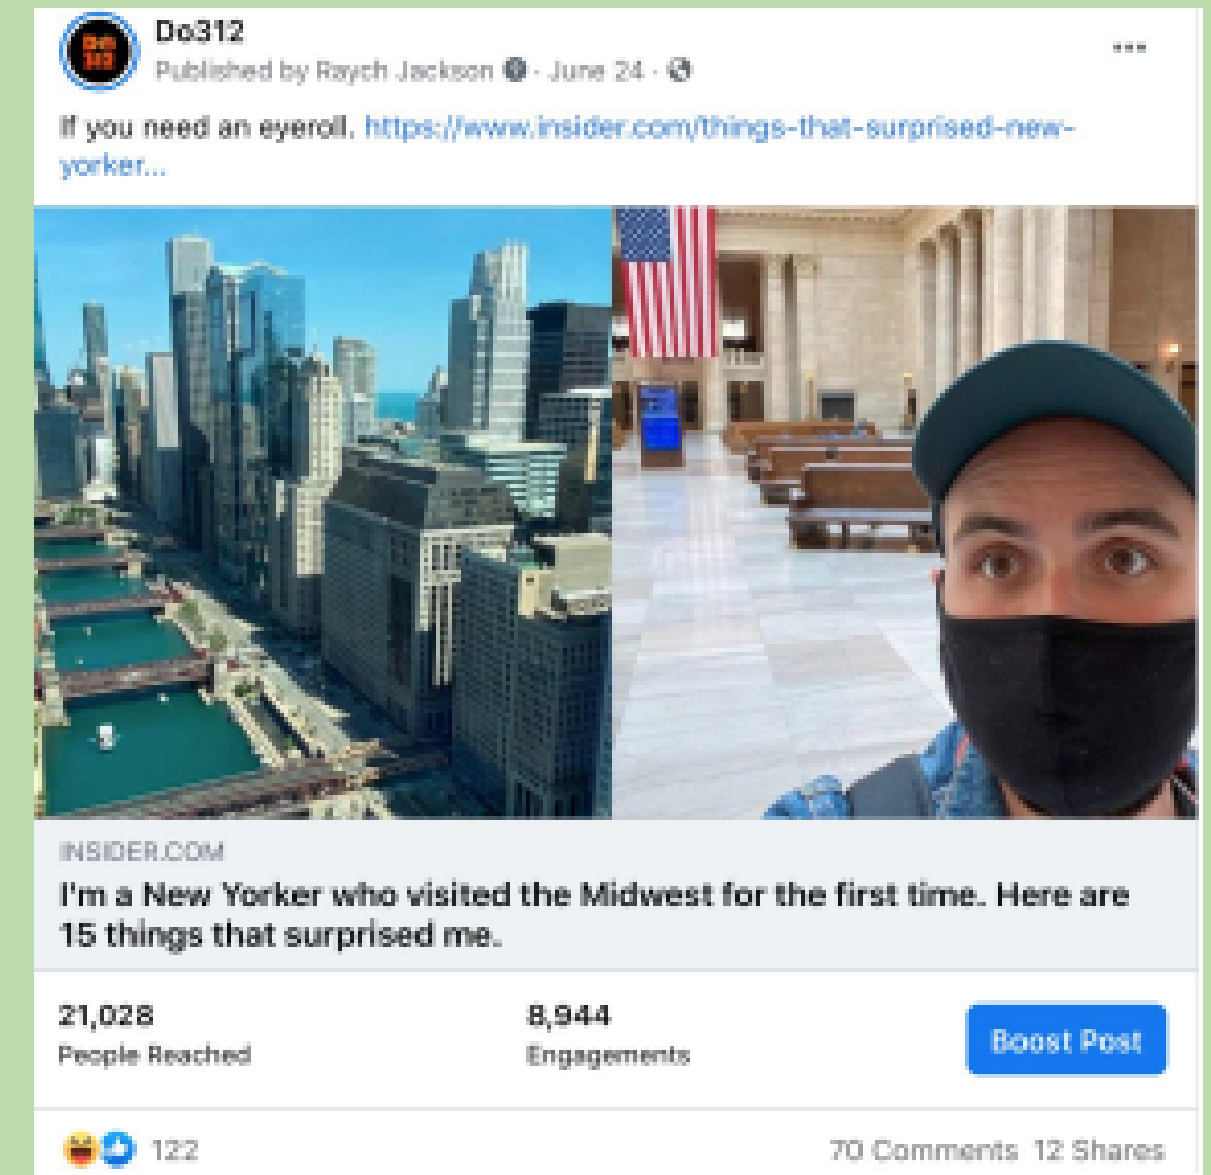 Do312
Published by Raych Jackson · June 24 ·
If you need an eyeroll. https://www.insider.com/things-that-surprised-new-
yorker...
INSIDER.COM
I'm a New Yorker who visited the Midwest for the first time. Here are
15 things that surprised me.
21,028
People Reached
8,944
Engagements
Boost Post
122
70 Comments 12 Shares